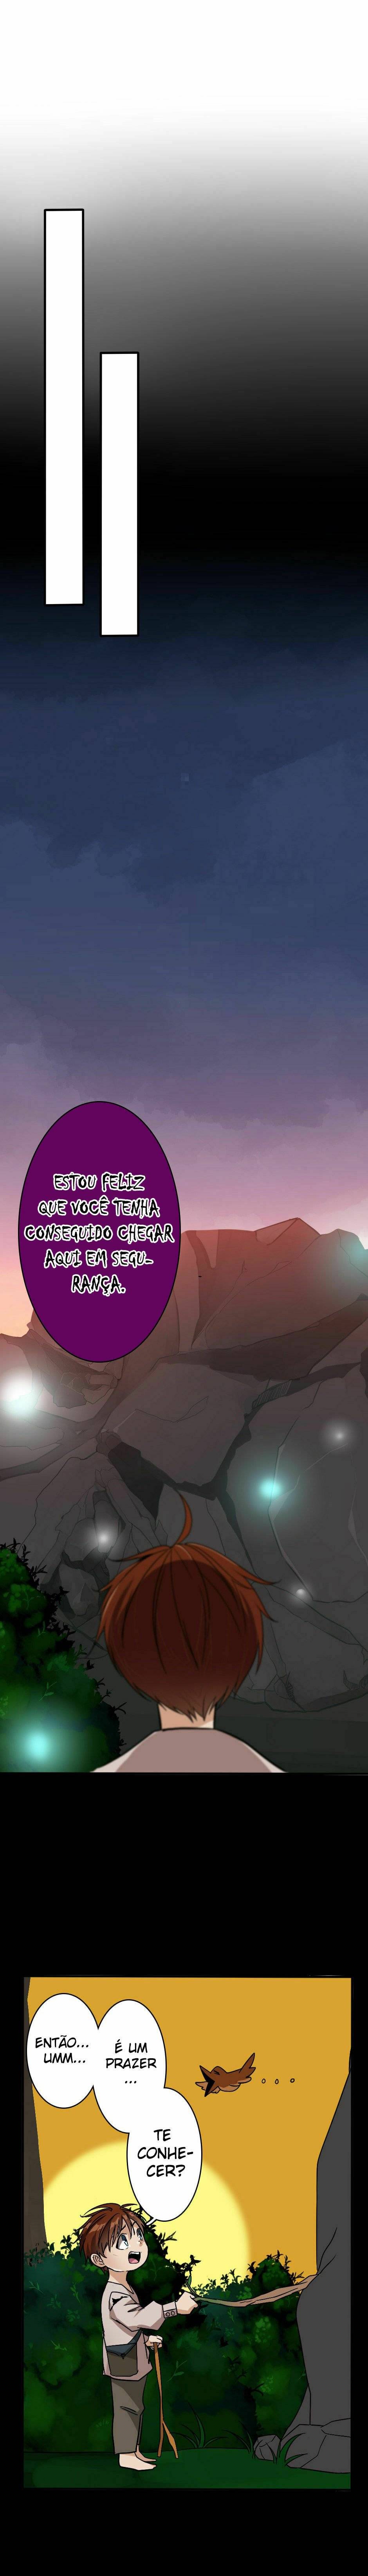 ESTOU FELIZ
QUE VOCÊ TENHA
CONSEGUIDO CHEGAR
AQUI EM SEGU-
RANÇA.
ENTÃO...
UMM...
É UM
PRAZER
...
TE
CONHE-
CER?